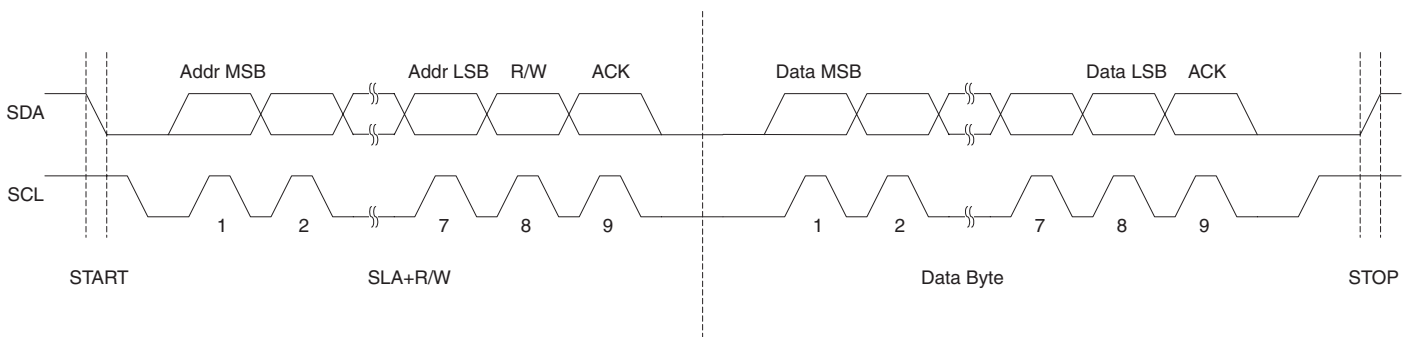 Addr MSB Addr LSB R/W ACK Data MSB Data LSB ACK
SDA
SCL
1 2 7 8 9 1 2 7 8 9
START SLA+R/W Data Byte STOP